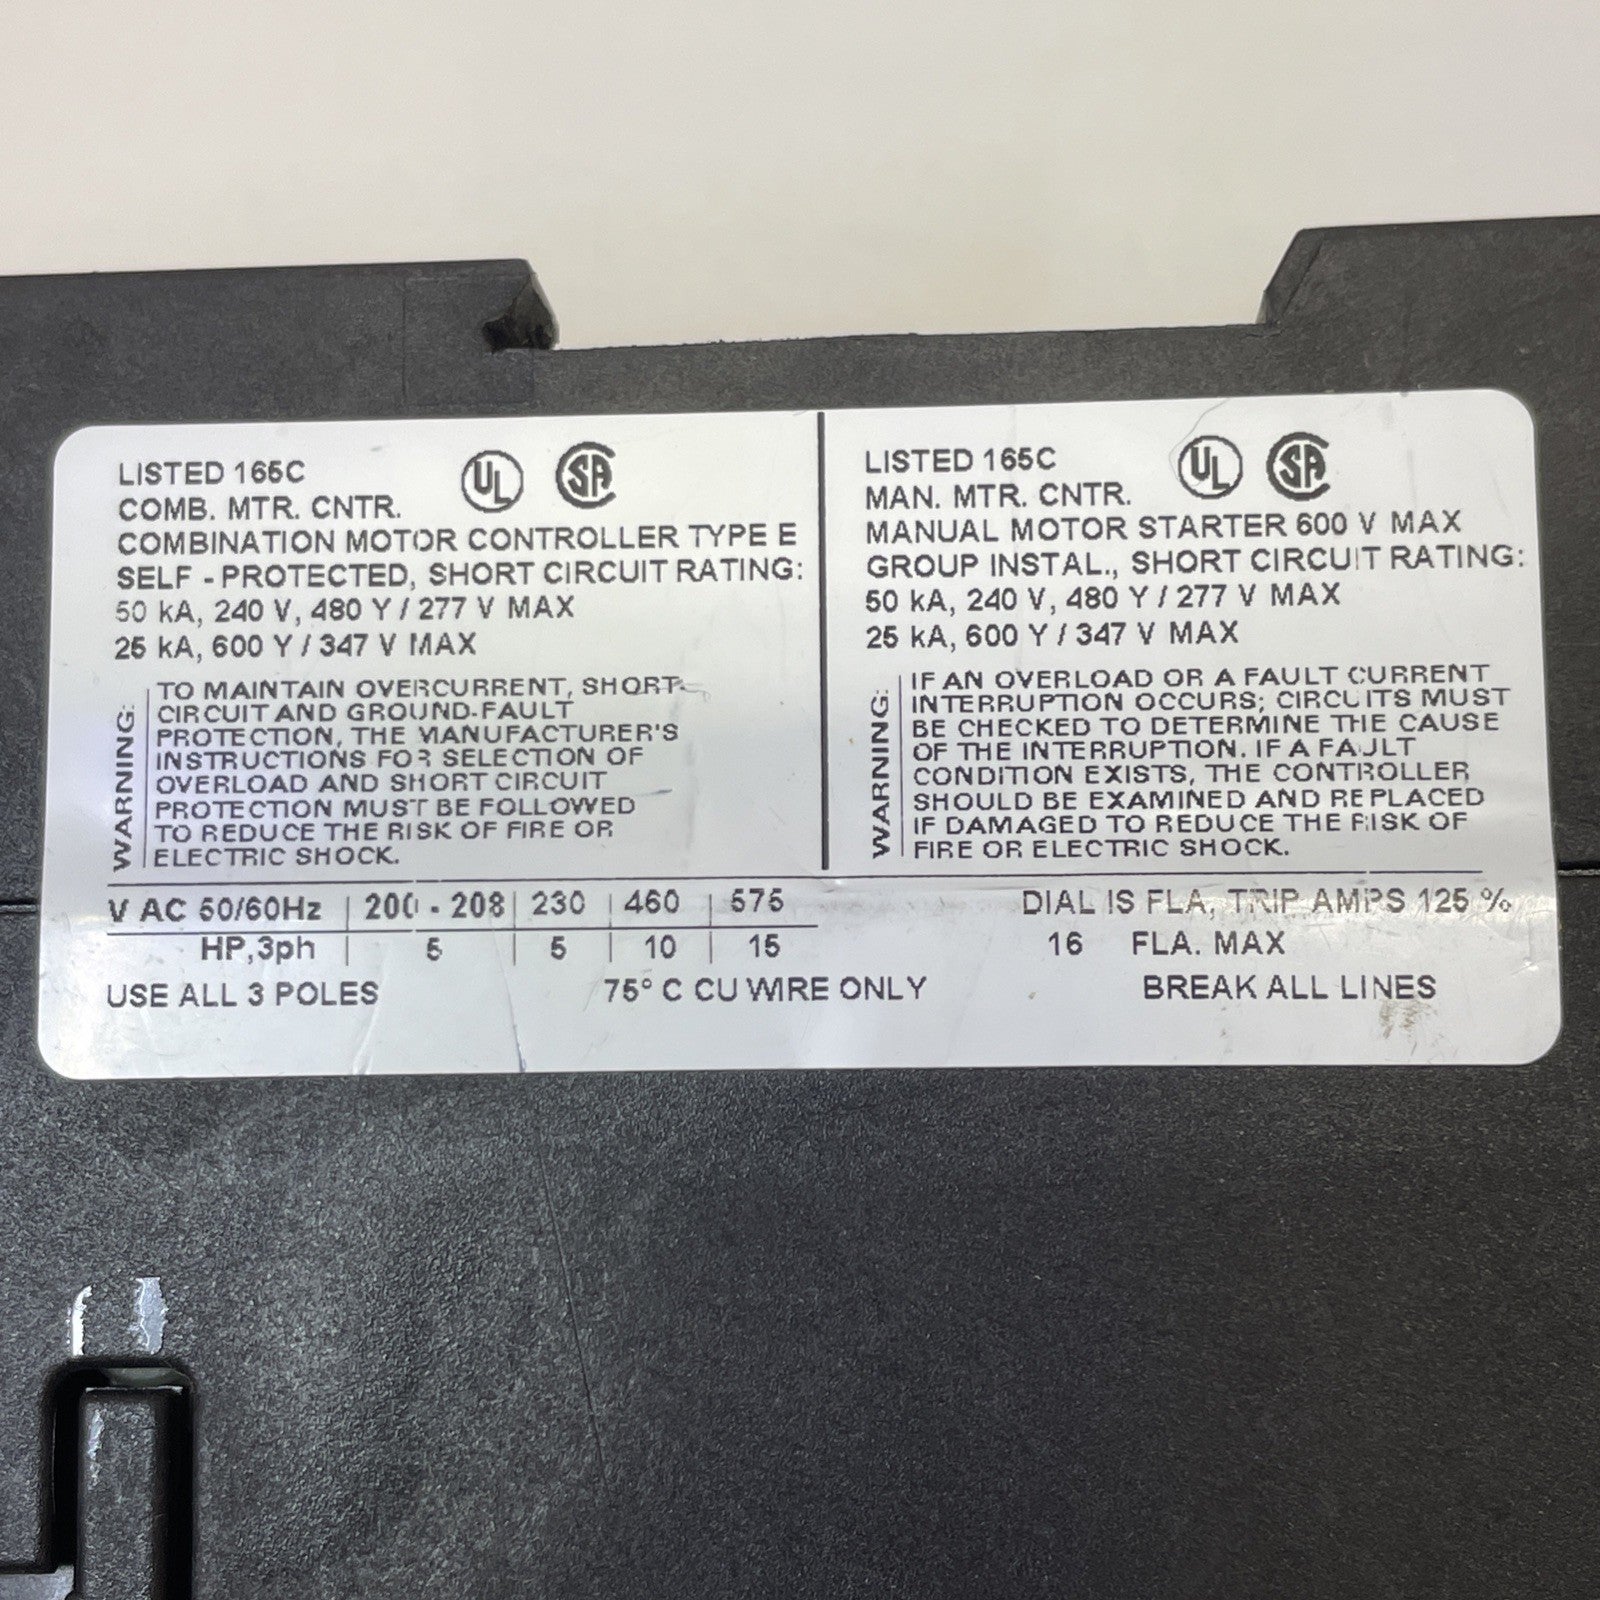 LISTED 165C
COMB. MTR. CNTR.
UL
SA
COMBINATION MOTOR CONTROLLER TYPE E
SELF - PROTECTED, SHORT CIRCUIT RATING:
50 kA, 240 V, 480 Y / 277 V MAX
25 kA, 600 Y / 347 V MAX
WARNING:
TO MAINTAIN OVERCURRENT, SHORT-
CIRCUIT AND GROUND-FAULT
PROTECTION, THE MANUFACTURER'S
INSTRUCTIONS FOR SELECTION OF
OVERLOAD AND SHORT CIRCUIT
PROTECTION MUST BE FOLLOWED
TO REDUCE THE RISK OF FIRE OR
ELECTRIC SHOCK.
LISTED 165C
MAN. MTR. CNTR.
UL
SA
MANUAL MOTOR STARTER 600 V MAX
GROUP INSTAL., SHORT CIRCUIT RATING:
50 kA, 240 V, 480 Y / 277 V MAX
25 kA, 600 Y / 347 V MAX
WARNING:
IF AN OVERLOAD OR A FAULT CURRENT
INTERRUPTION OCCURS; CIRCUITS MUST
BE CHECKED TO DETERMINE THE CAUSE
OF THE INTERRUPTION. IF A FAULT
CONDITION EXISTS, THE CONTROLLER
SHOULD BE EXAMINED AND REPLACED
IF DAMAGED TO REDUCE THE RISK OF
FIRE OR ELECTRIC SHOCK.
V AC 50/60Hz | 200 - 208 | 230 | 460 | 575 DIAL IS FLA, TRIP AMPS 125 %
HP,3ph | 5 | 5 | 10 | 15 16 FLA. MAX
USE ALL 3 POLES 75° C CU WIRE ONLY BREAK ALL LINES